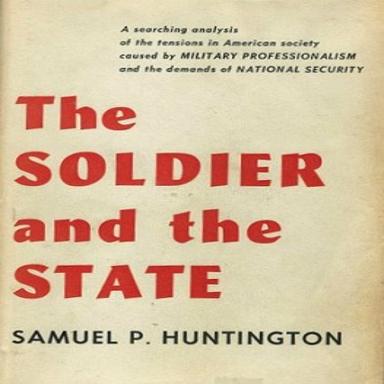 A searching analysis
of the tensions in American society
caused by MILITARY PROFESSIONALISM
and the demands of NATIONAL SECURITY
The
SOLDIER
and the
STATE
SAMUEL P. HUNTINGTON